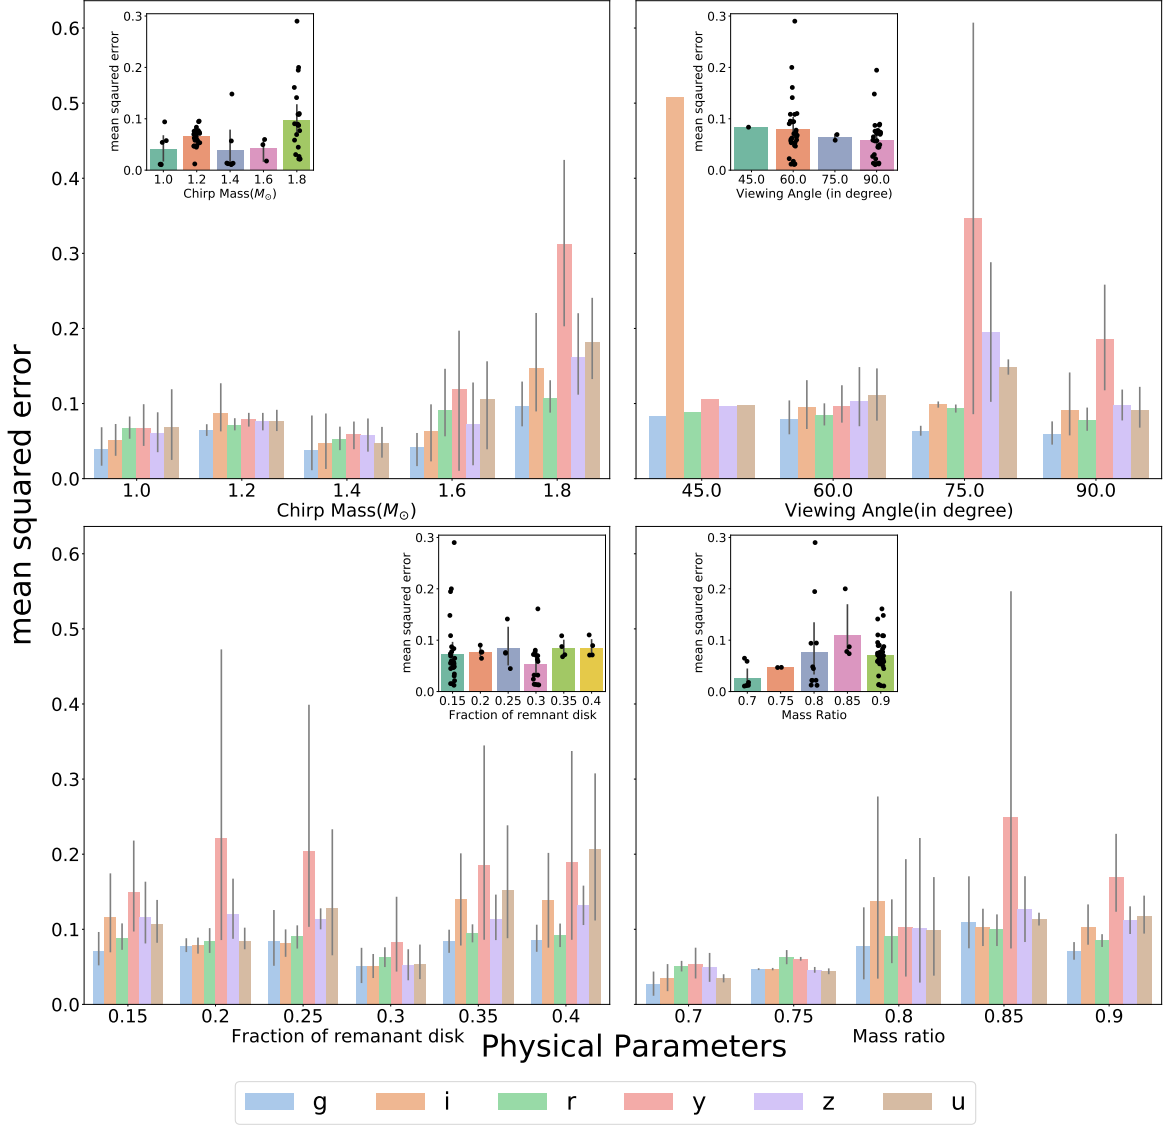 mean squared error
0.6
0.5
0.4
0.3
0.2
0.1
0.0
1.0 1.2 1.4 1.6 1.8
Chirp Mass(M⊙)
mean sqaured error
0.3
0.2
0.1
0.0
1.0 1.2 1.4 1.6 1.8
Chirp Mass(M⊙)
45.0 60.0 75.0 90.0
Viewing Angle(in degree)
mean sqaured error
0.3
0.2
0.1
0.0
45.0 60.0 75.0 90.0
Viewing Angle (in degree)
0.6
0.5
0.4
0.3
0.2
0.1
0.0
0.15 0.2 0.25 0.3 0.35 0.4
Fraction of remanant disk
mean sqaured error
0.3
0.2
0.1
0.0
0.15 0.2 0.25 0.3 0.35 0.4
Fraction of remnant disk
0.7 0.75 0.8 0.85 0.9
Mass ratio
mean sqaured error
0.3
0.2
0.1
0.0
0.7 0.75 0.8 0.85 0.9
Mass Ratio
Physical Parameters
g i r y z u